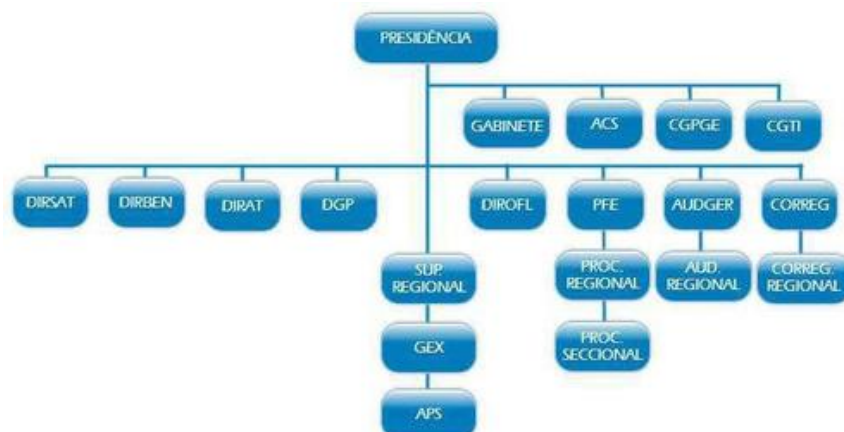 PRESIDÊNCIA
GABINETE
ACS
CGPGE
CGTI
DIRSAT
DIRBEN
DIRAT
DGP
DIROFL
PFE
AUDGER
CORREG
SUP.
REGIONAL
PROC.
REGIONAL
AUD.
REGIONAL
CORREG.
REGIONAL
GEX
PROC.
SECCIONAL
APS